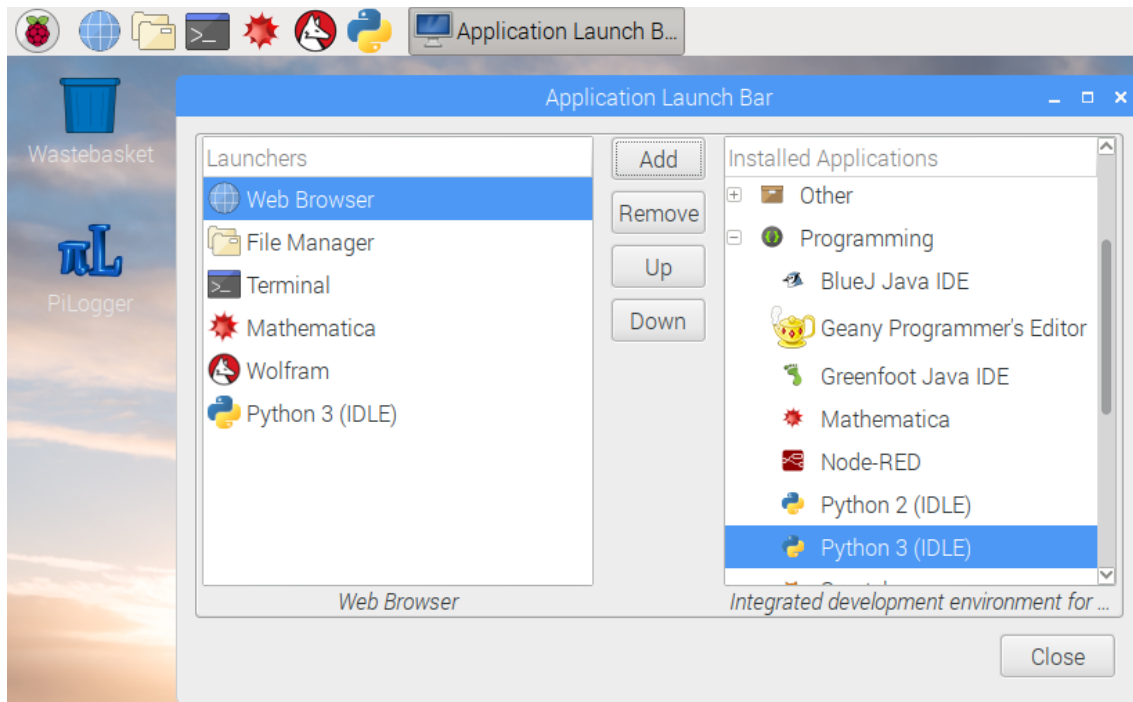 Application Launch B...
Application Launch Bar
Wastebasket
PiLogger
Launchers
Web Browser
File Manager
Terminal
Mathematica
Wolfram
Python 3 (IDLE)
Web Browser
Add
Remove
Up
Down
Installed Applications
Other
Programming
BlueJ Java IDE
Geany Programmer's Editor
Greenfoot Java IDE
Mathematica
Node-RED
Python 2 (IDLE)
Python 3 (IDLE)
Integrated development environment for ...
Close